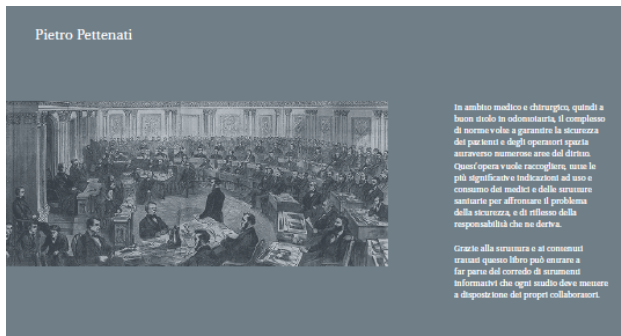 Pietro Pettenati
In ambito medico e chirurgico, quindi a
buon titolo in odontoiatria, il complesso
di norme volte a garantire la sicurezza
dei pazienti e degli operatori spazia
attraverso numerose aree del diritto.
Quest'opera vuole raccogliere, tutte le
più significative indicazioni ad uso e
consumo dei medici e delle strutture
sanitarie per affrontare il problema
della sicurezza, e di riflesso della
responsabilità che ne deriva.
Grazie alla struttura e ai contenuti
trattati questo libro può entrare a
far parte del corredo di strumenti
informativi che ogni studio deve mettere
a disposizione dei propri collaboratori.